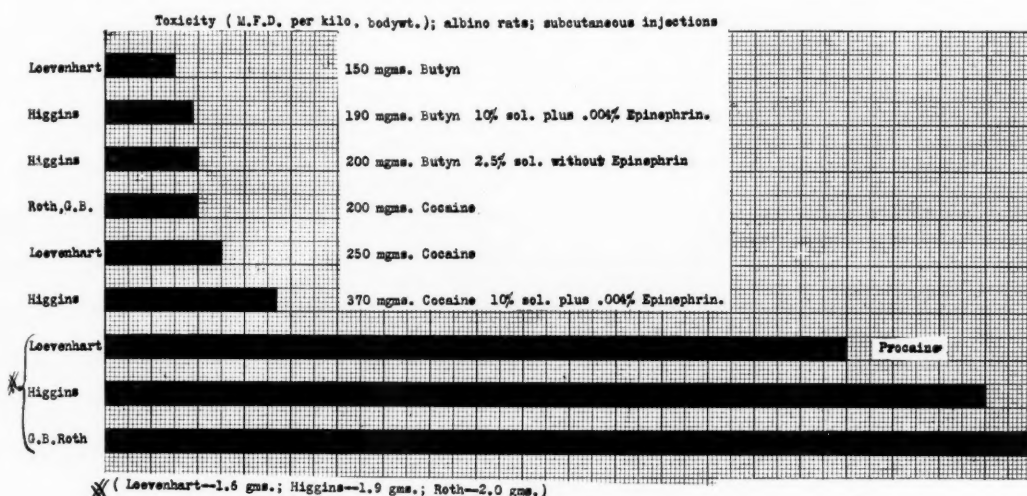 Toxicity ( M.F.D. per kilo. bodywt.); albino rats; subcutaneous injections
Loevenhart 150 mgms. Butyn
Higgins 190 mgms. Butyn 10% sol. plus .004% Epinephrin.
Higgins 200 mgms. Butyn 2.5% sol. without Epinephrin
Roth,G.B. 200 mgms. Cocaine
Loevenhart 250 mgms. Cocaine
Higgins 370 mgms. Cocaine 10% sol. plus .004% Epinephrin.
Loevenhart Procaine
Higgins
G.B.Roth
( Loevenhart--1.6 gms.; Higgins--1.9 gms.; Roth--2.0 gms.)